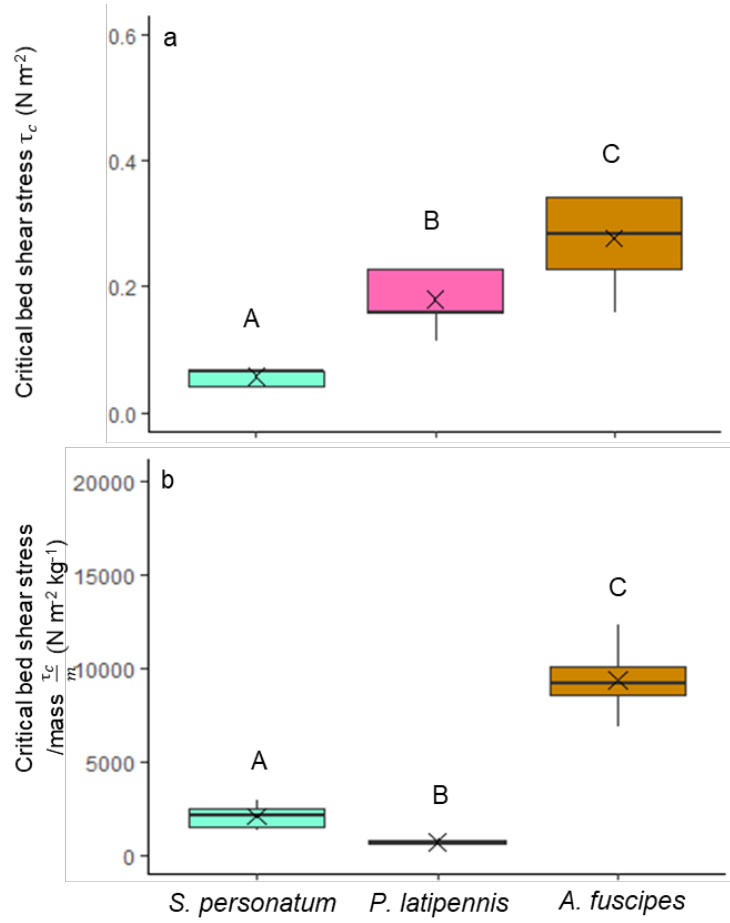 a
Critical bed shear stress τc (N m-2)
0.6
0.4
0.2
0.0
A
B
C
b
Critical bed shear stress
/mass τc/m (N m-2 kg-1)
20000
15000
10000
5000
0
A
B
C
S. personatum P. latipennis A. fuscipes